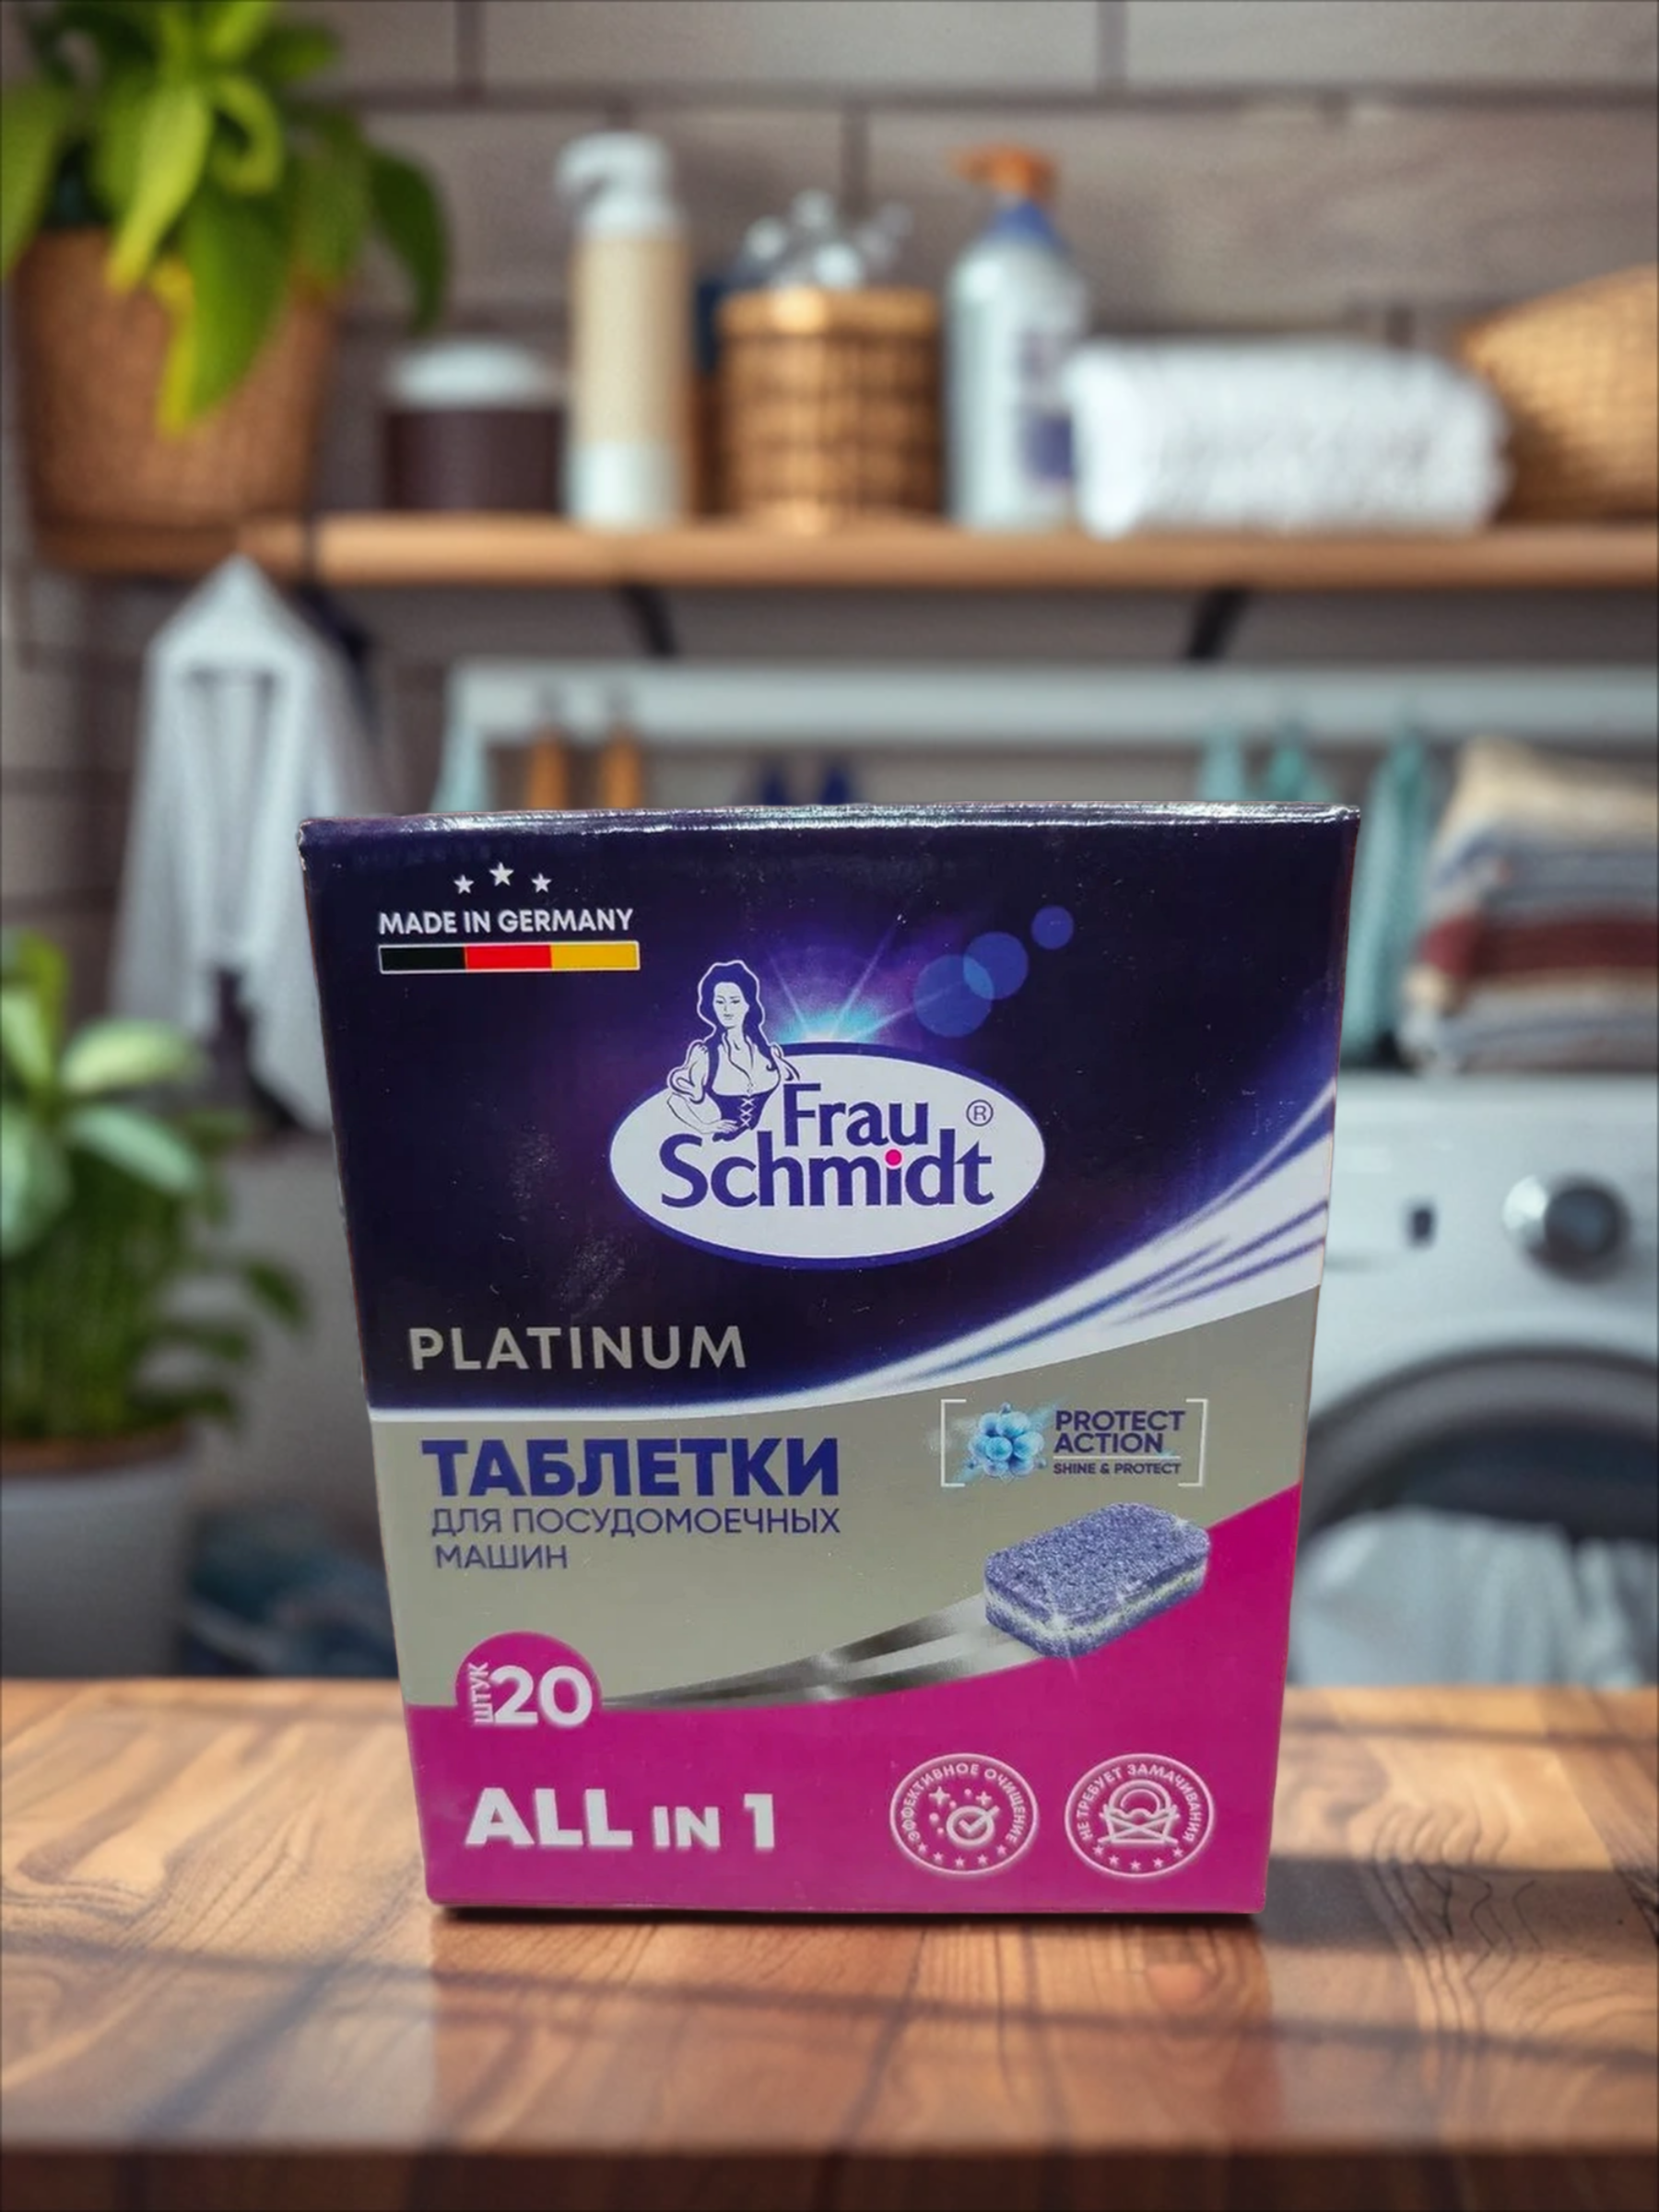 MADE IN GERMANY
Frau ®
Schmidt
PLATINUM
PROTECT
ACTION
SHINE & PROTECT
ТАБЛЕТКИ
ДЛЯ ПОСУДОМОЕЧНЫХ
МАШИН
ШТУК 20
ALL IN 1
ЭФФЕКТИВНОЕ ОЧИЩЕНИЕ
НЕ ТРЕБУЕТ ЗАМАЧИВАНИЯ